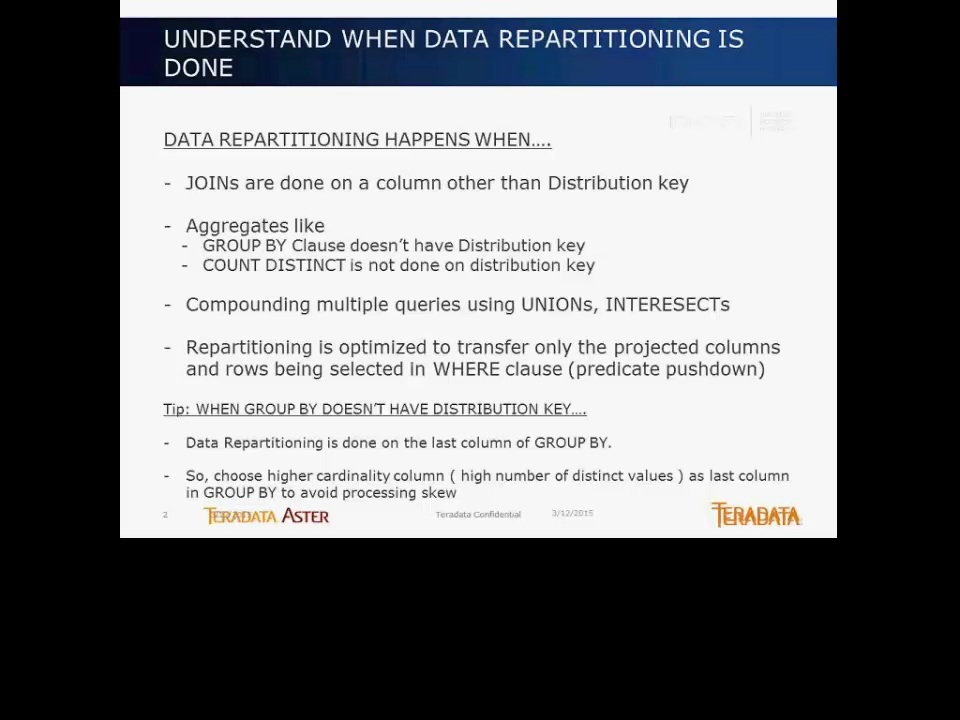 UNDERSTAND WHEN DATA REPARTITIONING IS
DONE
DATA REPARTITIONING HAPPENS WHEN....
- JOINs are done on a column other than Distribution key
- Aggregates like
- GROUP BY Clause doesn't have Distribution key
- COUNT DISTINCT is not done on distribution key
- Compounding multiple queries using UNIONs, INTERESECTs
- Repartitioning is optimized to transfer only the projected columns
and rows being selected in WHERE clause (predicate pushdown)
Tip: WHEN GROUP BY DOESN'T HAVE DISTRIBUTION KEY....
- Data Repartitioning is done on the last column of GROUP BY.
- So, choose higher cardinality column ( high number of distinct values ) as last column
in GROUP BY to avoid processing skew
2 TERADATA ASTER Teradata Confidential 3/12/2015 TERADATA